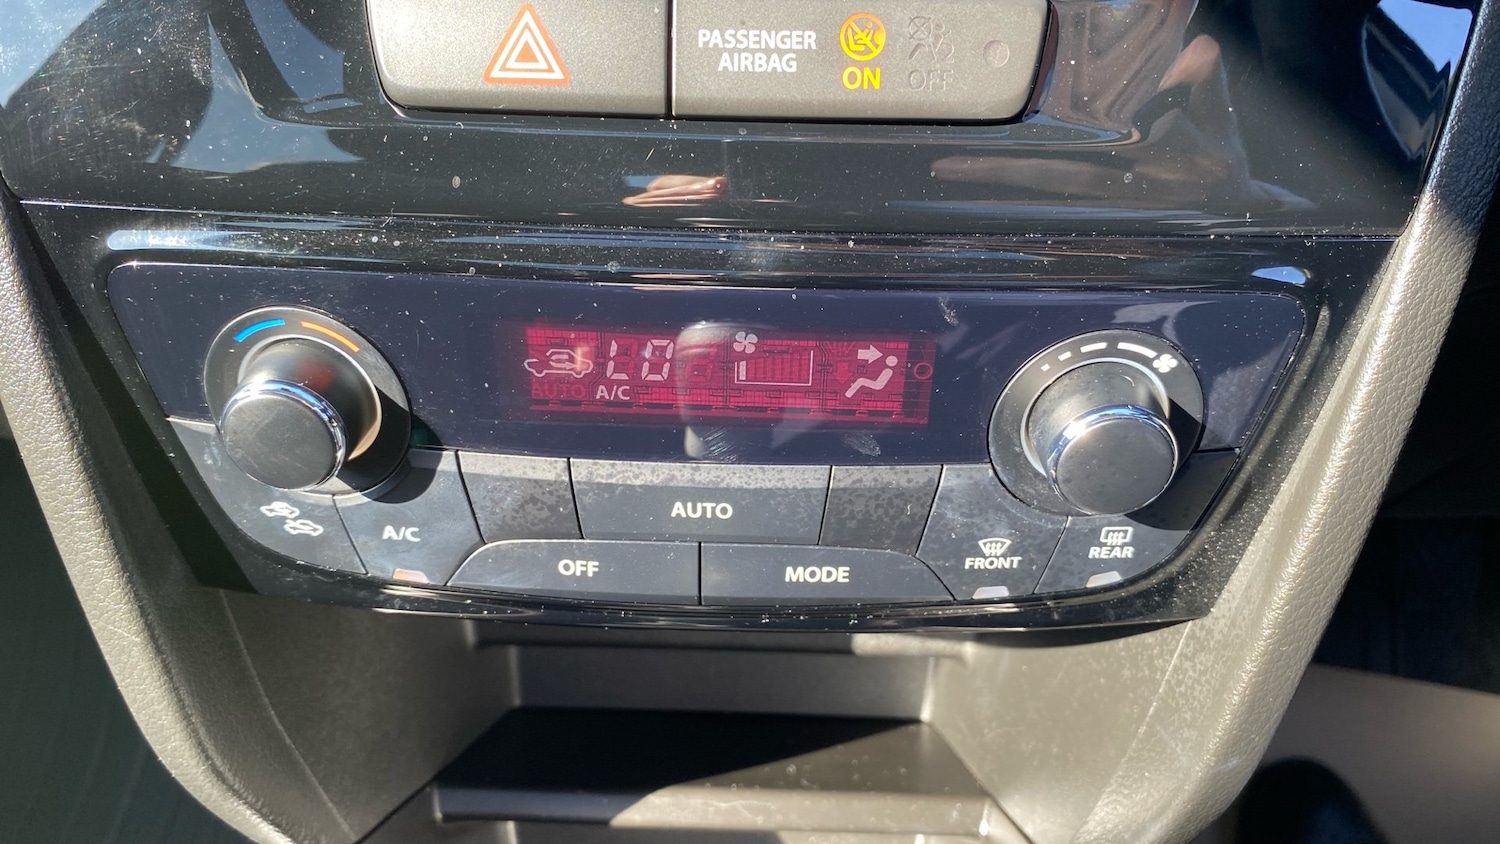 PASSENGER
AIRBAG
ON
OFF
LO
AUTO
A/C
A/C
AUTO
OFF
MODE
FRONT
REAR